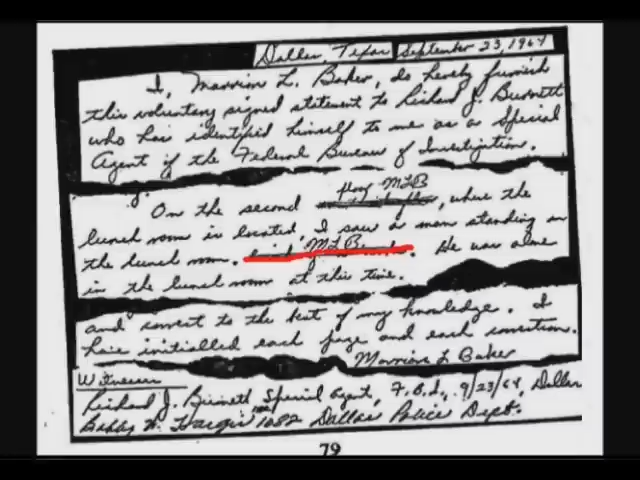 Dallas, Texas September 23, 1964
I, Marrion L. Baker, do hereby furnish
this voluntary signed statement to Richard J. Burnett
who has identified himself to me as a Special
Agent of the Federal Bureau of Investigation.
floor MLB
On the second , where the
lunch room is located, I saw a man standing in
MLB
the lunch room. . He was alone
in the lunch room at this time.
and correct to the best of my knowledge. I
have initialled each page and each correction.
Marrion L Baker
Witnesses
Richard J. Burnett Special Agent, F.B.I., 9/23/64, Dallas
1082 Dallas Police Dept.
79